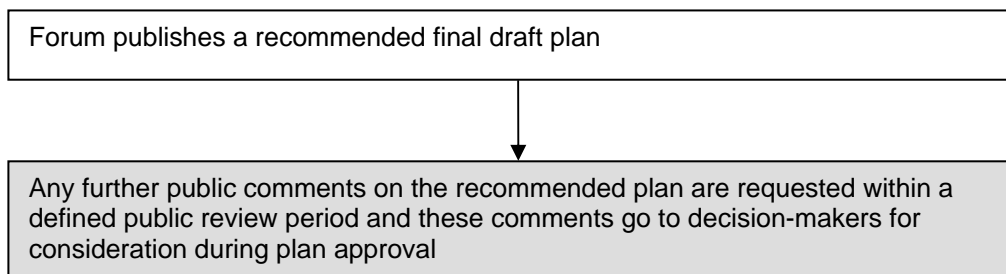 Forum publishes a recommended final draft plan
Any further public comments on the recommended plan are requested within a
defined public review period and these comments go to decision-makers for
consideration during plan approval